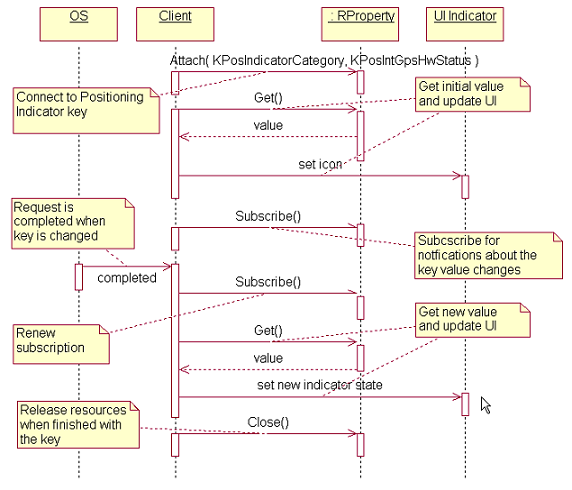 OS
Client
: RProperty
UI Indicator
Attach( KPosIndicatorCategory, KPosIntGpsHwStatus )
Connect to Positioning
Indicator key
Get()
Get initial value
and update UI
value
set icon
Request is
completed when
key is changed
Subscribe()
Subcscribe for
notfications about the
key value changes
completed
Subscribe()
Renew
subscription
Get new value
and update UI
Get()
value
set new indicator state
Release resources
when finished with
the key
Close()